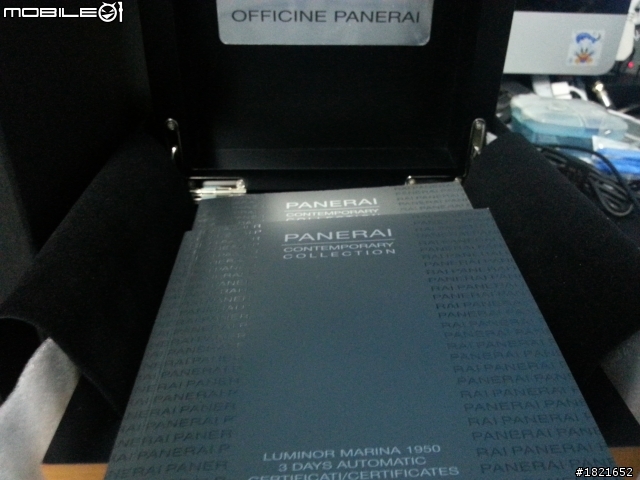 MOBILE01
OFFICINE PANERAI
PANERAI
CONTEMPORARY
PANERAI
CONTEMPORARY
COLLECTION
LUMINOR MARINA 1950
3 DAYS AUTOMATIC
CERTIFICATI/CERTIFICATES
#1821652